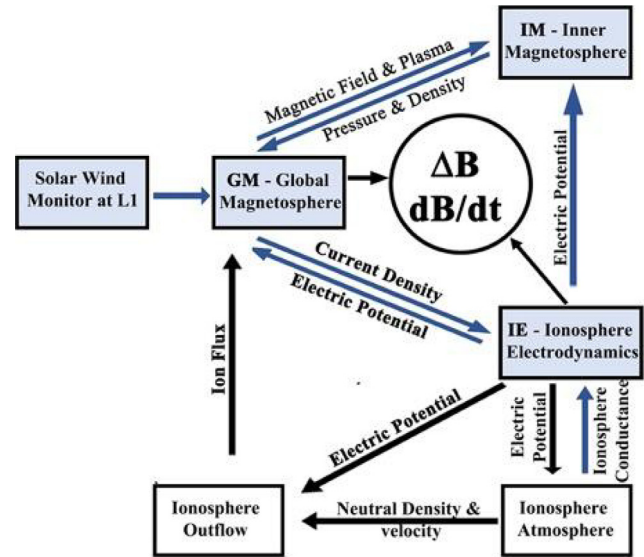 IM - Inner
Magnetosphere
Magnetic Field & Plasma
Pressure & Density
Solar Wind
Monitor at L1
GM - Global
Magnetosphere
ΔB
dB/dt
Electric Potential
Current Density
Electric Potential
IE - Ionosphere
Electrodynamics
Ion Flux
Electric Potential
Electric
Potential
Ionosphere
Conductance
Ionosphere
Outflow
Neutral Density &
velocity
Ionosphere
Atmosphere